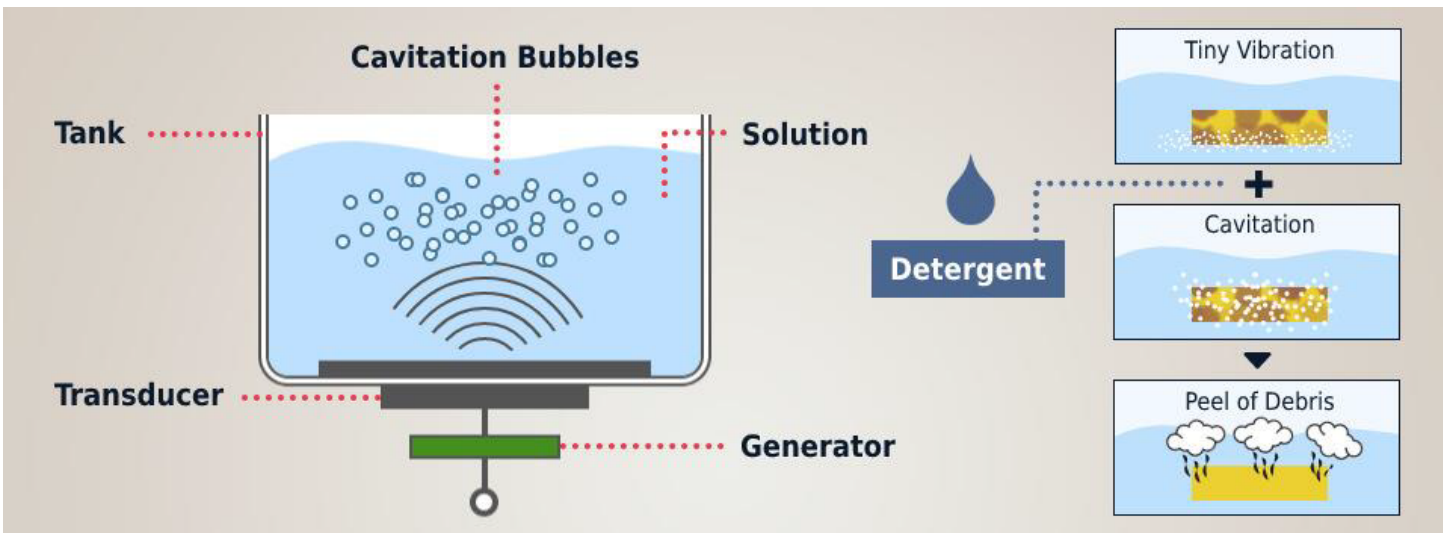 Cavitation Bubbles
Tank
Solution
Transducer
Generator
Detergent
Tiny Vibration
+
Cavitation
Peel of Debris